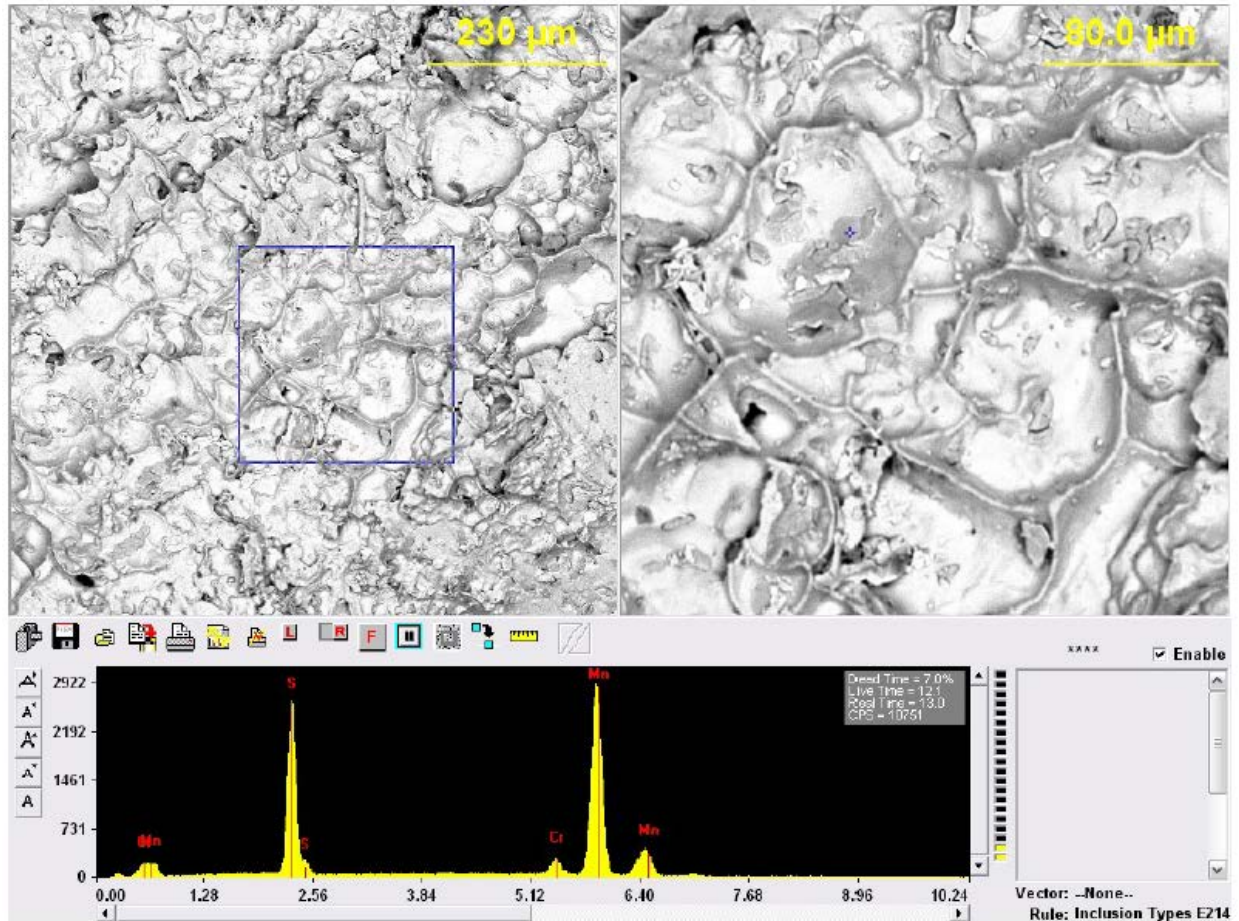 230 µm
80.0 µm
L
R
F
xxxx
Enable
Dead Time = 7.0%
Live Time = 12.1
Real Time = 13.0
CPS = 10751
2922
2192
1461
731
0
S
S
Cr
Mn
Mn
A
A
A
A
A
0.00 1.28 2.56 3.84 5.12 6.40 7.68 8.96 10.24
Vector: --None--
Rule: Inclusion Types E214